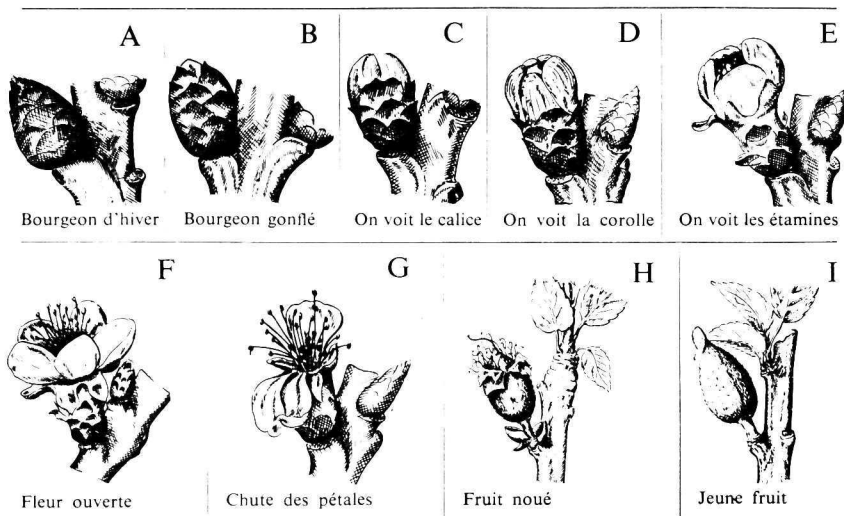 A B C D E
Bourgeon d'hiver Bourgeon gonflé On voit le calice On voit la corolle On voit les étamines
F G H I
Fleur ouverte Chute des pétales Fruit noué Jeune fruit